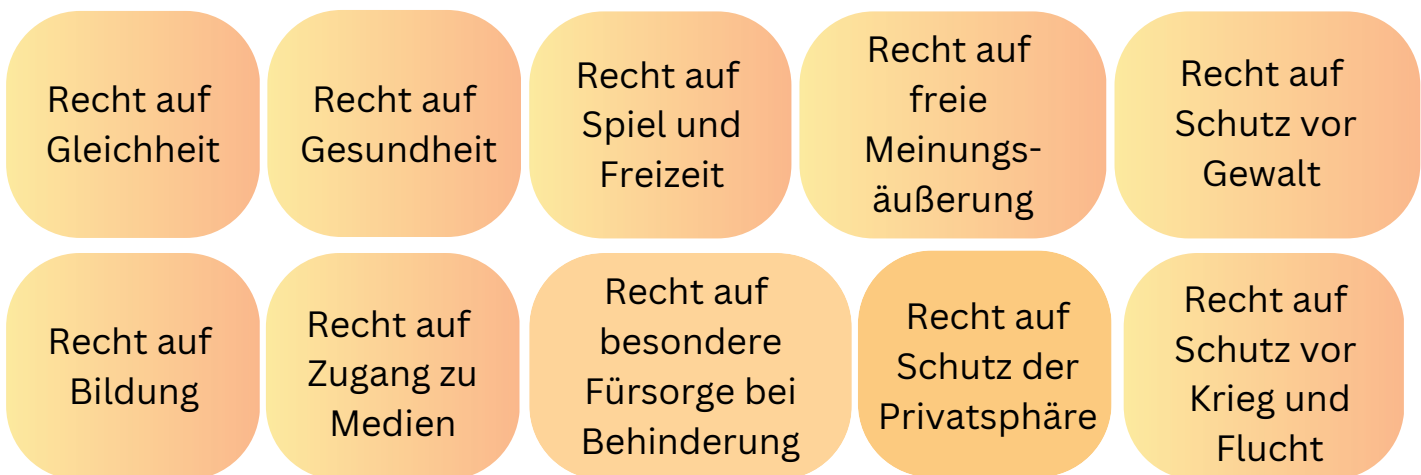 Recht auf
Gleichheit
Recht auf
Gesundheit
Recht auf
Spiel und
Freizeit
Recht auf
freie
Meinungs-
äußerung
Recht auf
Schutz vor
Gewalt
Recht auf
Bildung
Recht auf
Zugang zu
Medien
Recht auf
besondere
Fürsorge bei
Behinderung
Recht auf
Schutz der
Privatsphäre
Recht auf
Schutz vor
Krieg und
Flucht